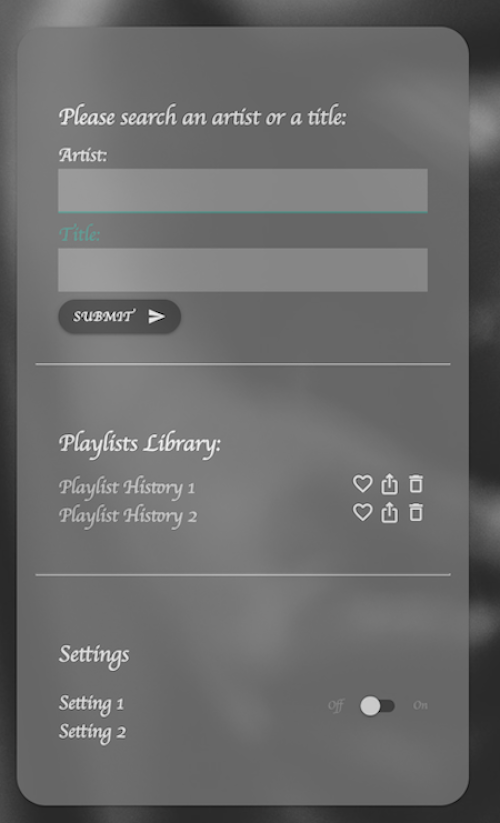 Please search an artist or a title:
Artist:
Title:
SUBMIT
Playlists Library:
Playlist History 1
Playlist History 2
Settings
Setting 1 Off On
Setting 2